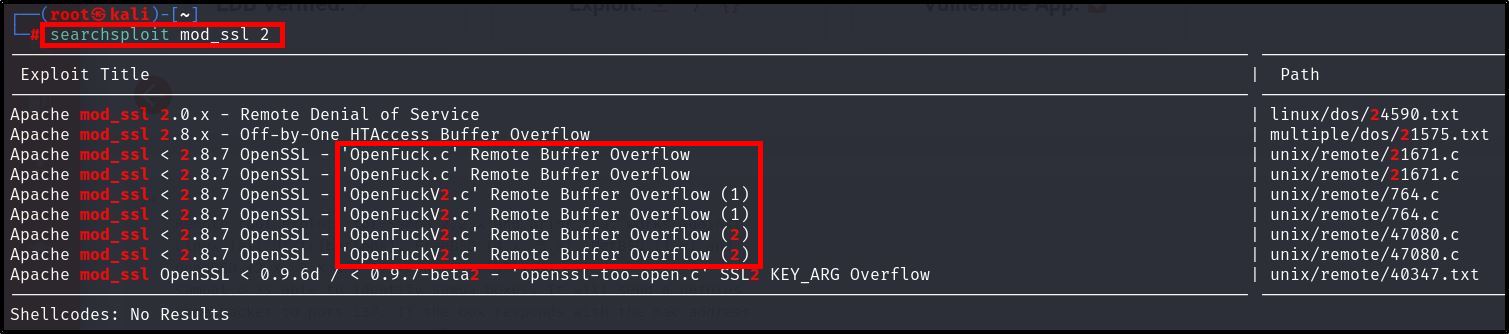 ┌──(root㉿kali)-[~]
└─# searchsploit mod_ssl 2
Exploit Title | Path
Apache mod_ssl 2.0.x - Remote Denial of Service | linux/dos/24590.txt
Apache mod_ssl 2.8.x - Off-by-One HTAccess Buffer Overflow | multiple/dos/21575.txt
Apache mod_ssl < 2.8.7 OpenSSL - 'OpenFuck.c' Remote Buffer Overflow | unix/remote/21671.c
Apache mod_ssl < 2.8.7 OpenSSL - 'OpenFuck.c' Remote Buffer Overflow | unix/remote/21671.c
Apache mod_ssl < 2.8.7 OpenSSL - 'OpenFuckV2.c' Remote Buffer Overflow (1) | unix/remote/764.c
Apache mod_ssl < 2.8.7 OpenSSL - 'OpenFuckV2.c' Remote Buffer Overflow (1) | unix/remote/764.c
Apache mod_ssl < 2.8.7 OpenSSL - 'OpenFuckV2.c' Remote Buffer Overflow (2) | unix/remote/47080.c
Apache mod_ssl < 2.8.7 OpenSSL - 'OpenFuckV2.c' Remote Buffer Overflow (2) | unix/remote/47080.c
Apache mod_ssl OpenSSL < 0.9.6d / < 0.9.7-beta2 - 'openssl-too-open.c' SSL2 KEY_ARG Overflow | unix/remote/40347.txt
Shellcodes: No Results